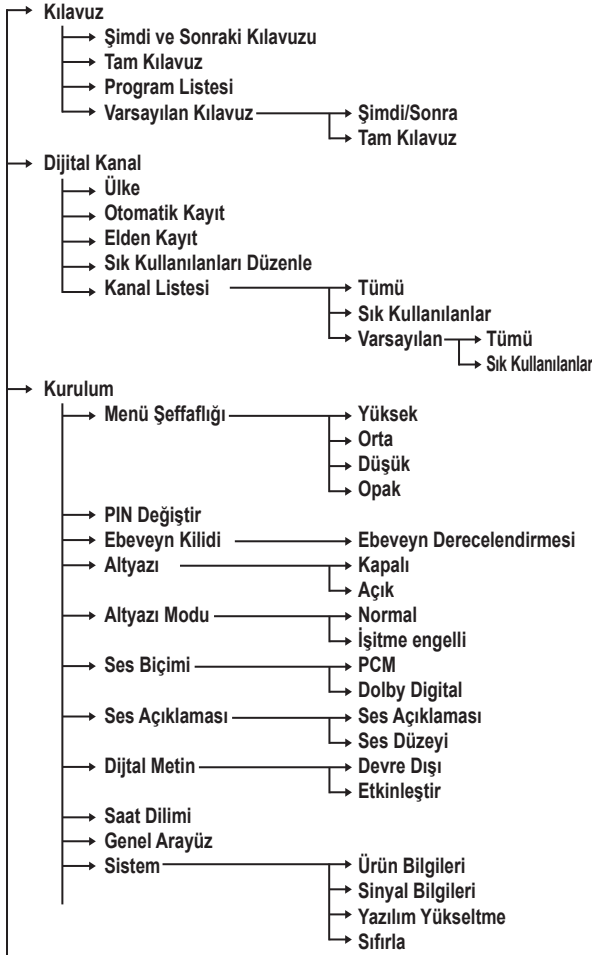 Kılavuz
Şimdi ve Sonraki Kılavuzu
Tam Kılavuz
Program Listesi
Varsayılan Kılavuz Şimdi/Sonra
Tam Kılavuz
Dijital Kanal
Ülke
Otomatik Kayıt
Elden Kayıt
Sık Kullanılanları Düzenle
Kanal Listesi Tümü
Sık Kullanılanlar
Varsayılan Tümü
Sık Kullanılanlar
Kurulum
Menü Şeffaflığı Yüksek
Orta
Düşük
Opak
PIN Değiştir
Ebeveyn Kilidi Ebeveyn Derecelendirmesi
Altyazı Kapalı
Açık
Altyazı Modu Normal
İşitme engelli
Ses Biçimi PCM
Dolby Digital
Ses Açıklaması Ses Açıklaması
Ses Düzeyi
Dijtal Metin Devre Dışı
Etkinleştir
Saat Dilimi
Genel Arayüz
Sistem Ürün Bilgileri
Sinyal Bilgileri
Yazılım Yükseltme
Sıfırla